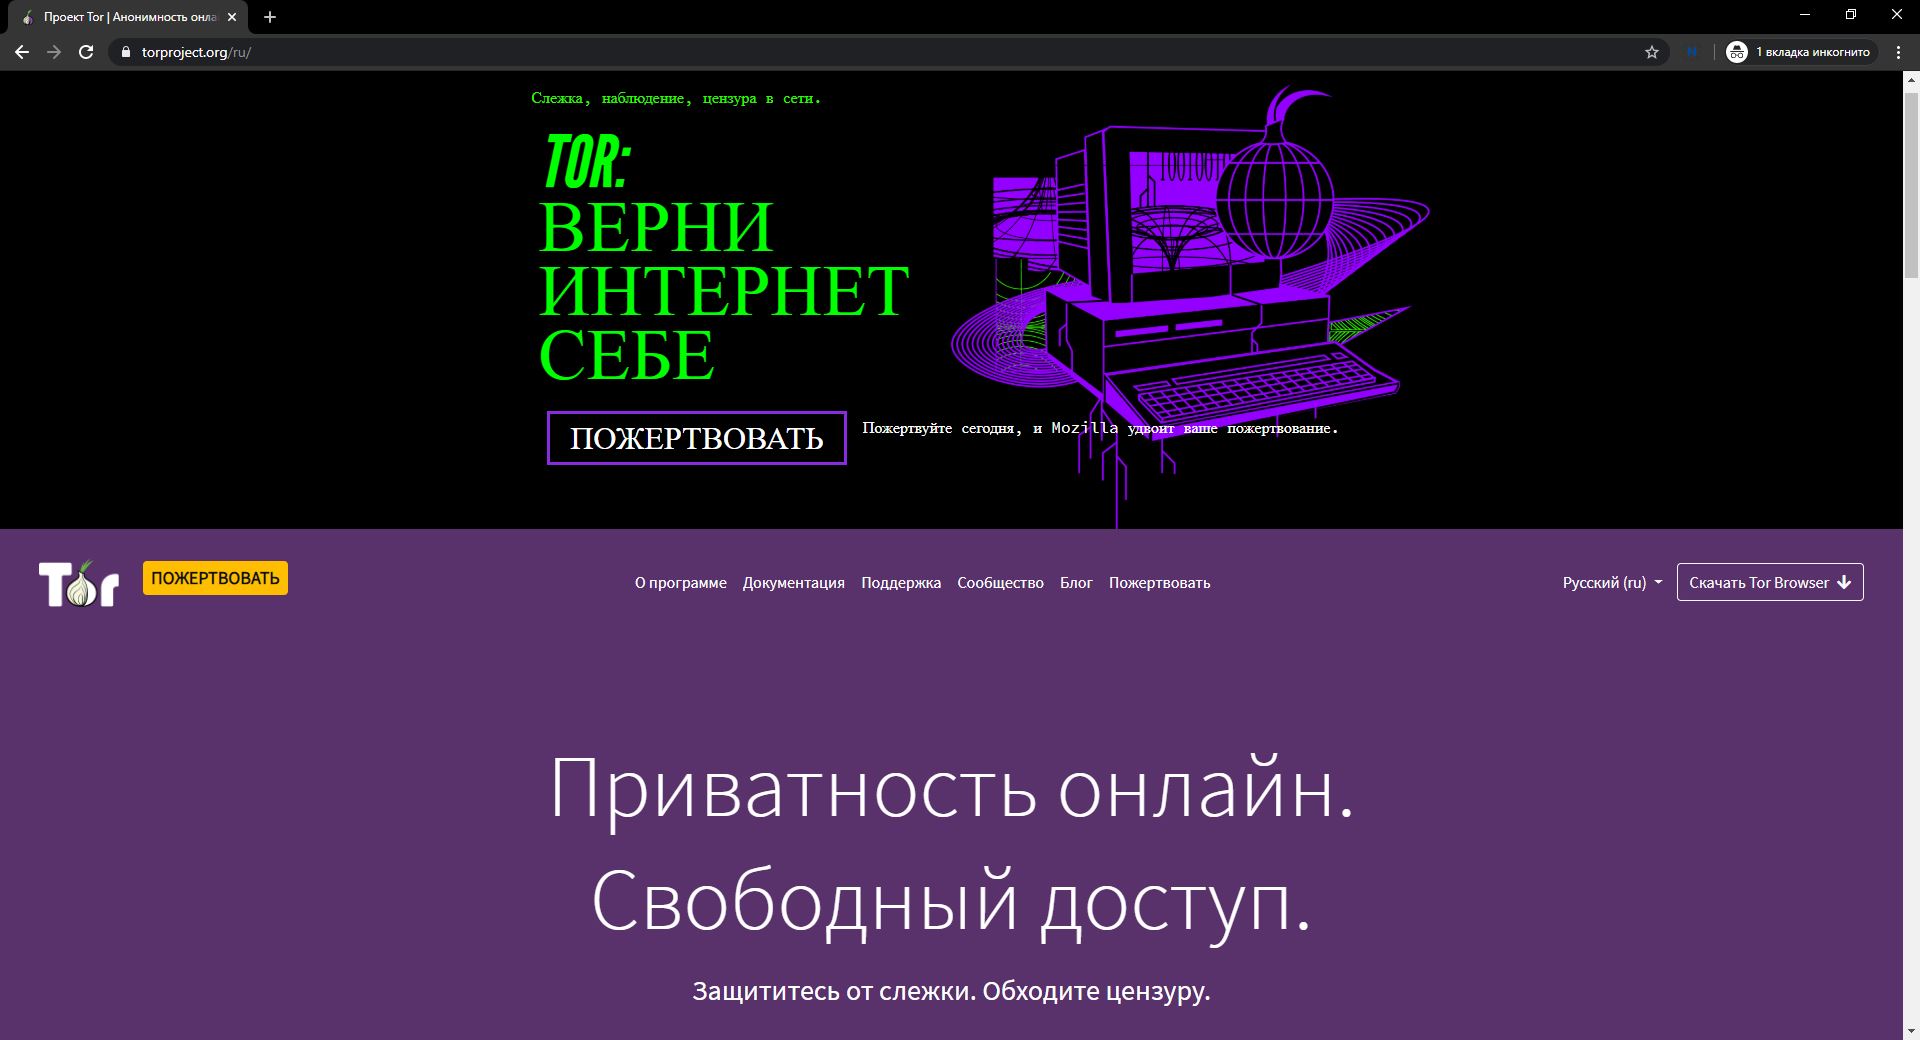 Проект Tor | Анонимность онла
torproject.org/ru/
1 вкладка инкогнито
Слежка, наблюдение, цензура в сети.
TOR:
ВЕРНИ
ИНТЕРНЕТ
СЕБЕ
ПОЖЕРТВОВАТЬ
Пожертвуйте сегодня, и Mozilla удвоит ваше пожертвование.
Tor
ПОЖЕРТВОВАТЬ
О программе Документация Поддержка Сообщество Блог Пожертвовать
Русский (ru)
Скачать Tor Browser
Приватность онлайн.
Свободный доступ.
Защититесь от слежки. Обходите цензуру.